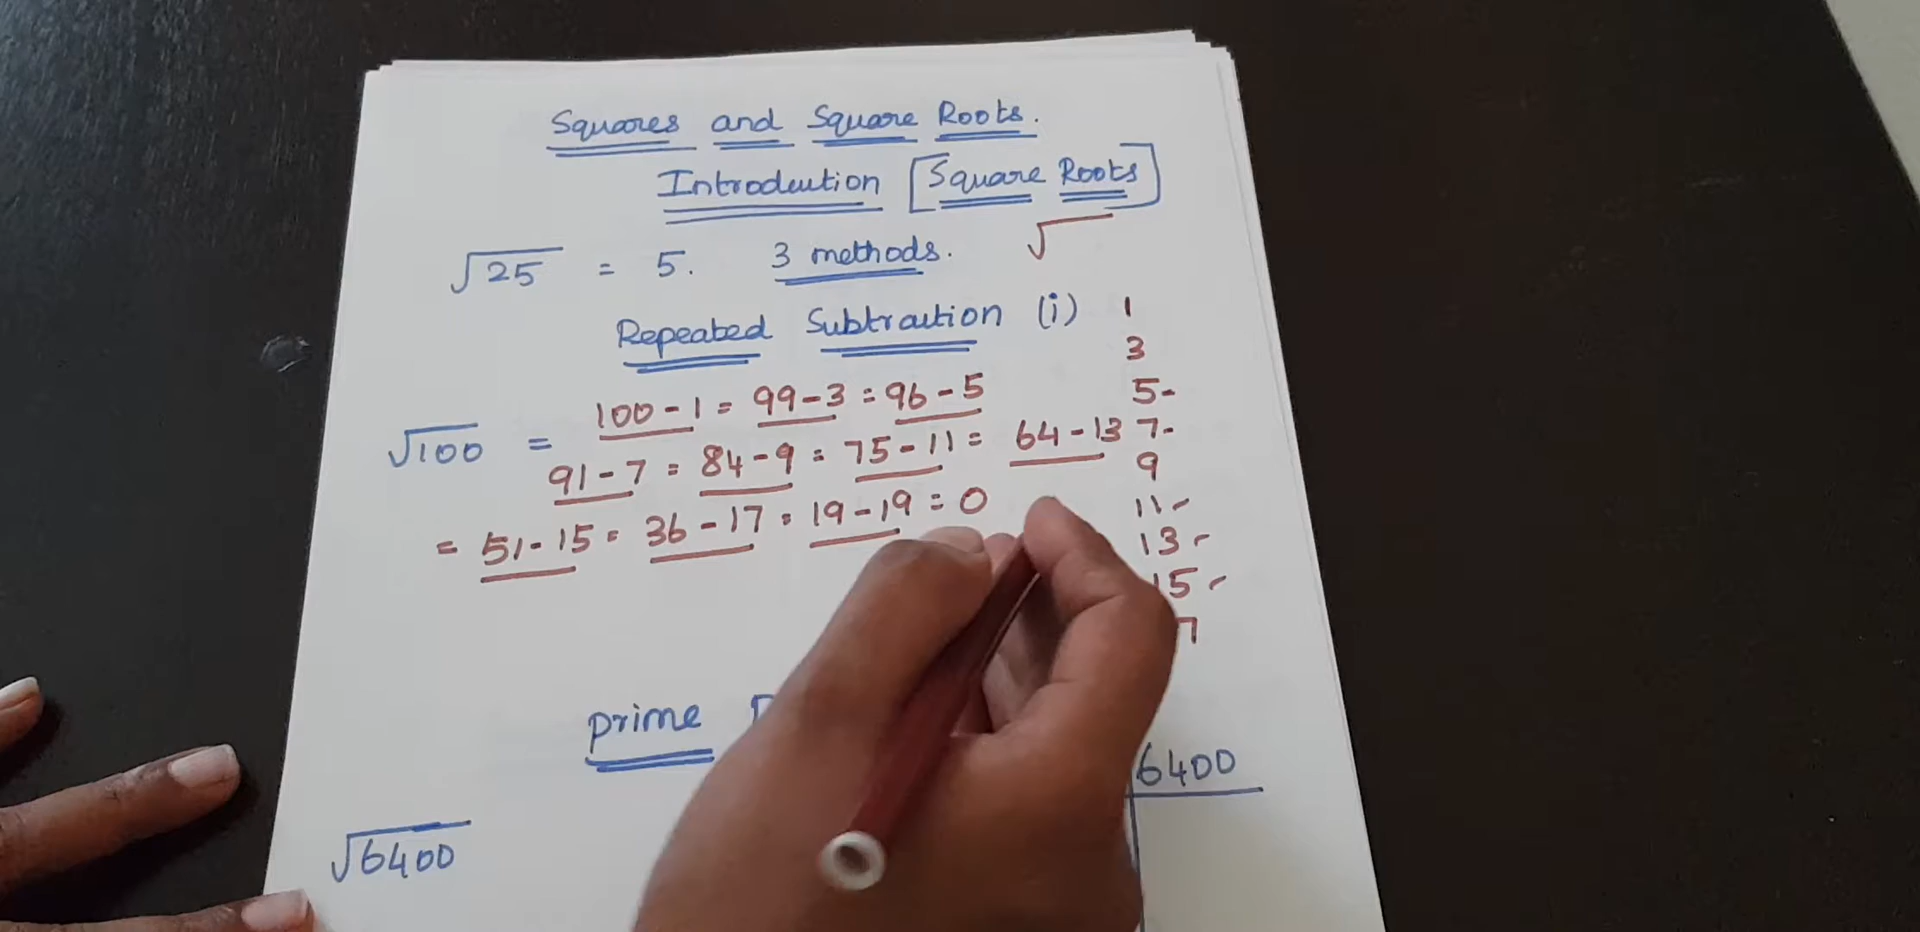 Squares and Square Roots.
Introduction [Square Roots]
√25 = 5. 3 methods. √
Repeated Subtraction (i)
√100 = 100-1 = 99-3 = 96-5
91-7 = 84-9 = 75-11 = 64-13
= 51-15 = 36-17 = 19-19 = 0
1
3
5-
7-
9
11-
13-
15-
prime
√6400
6400